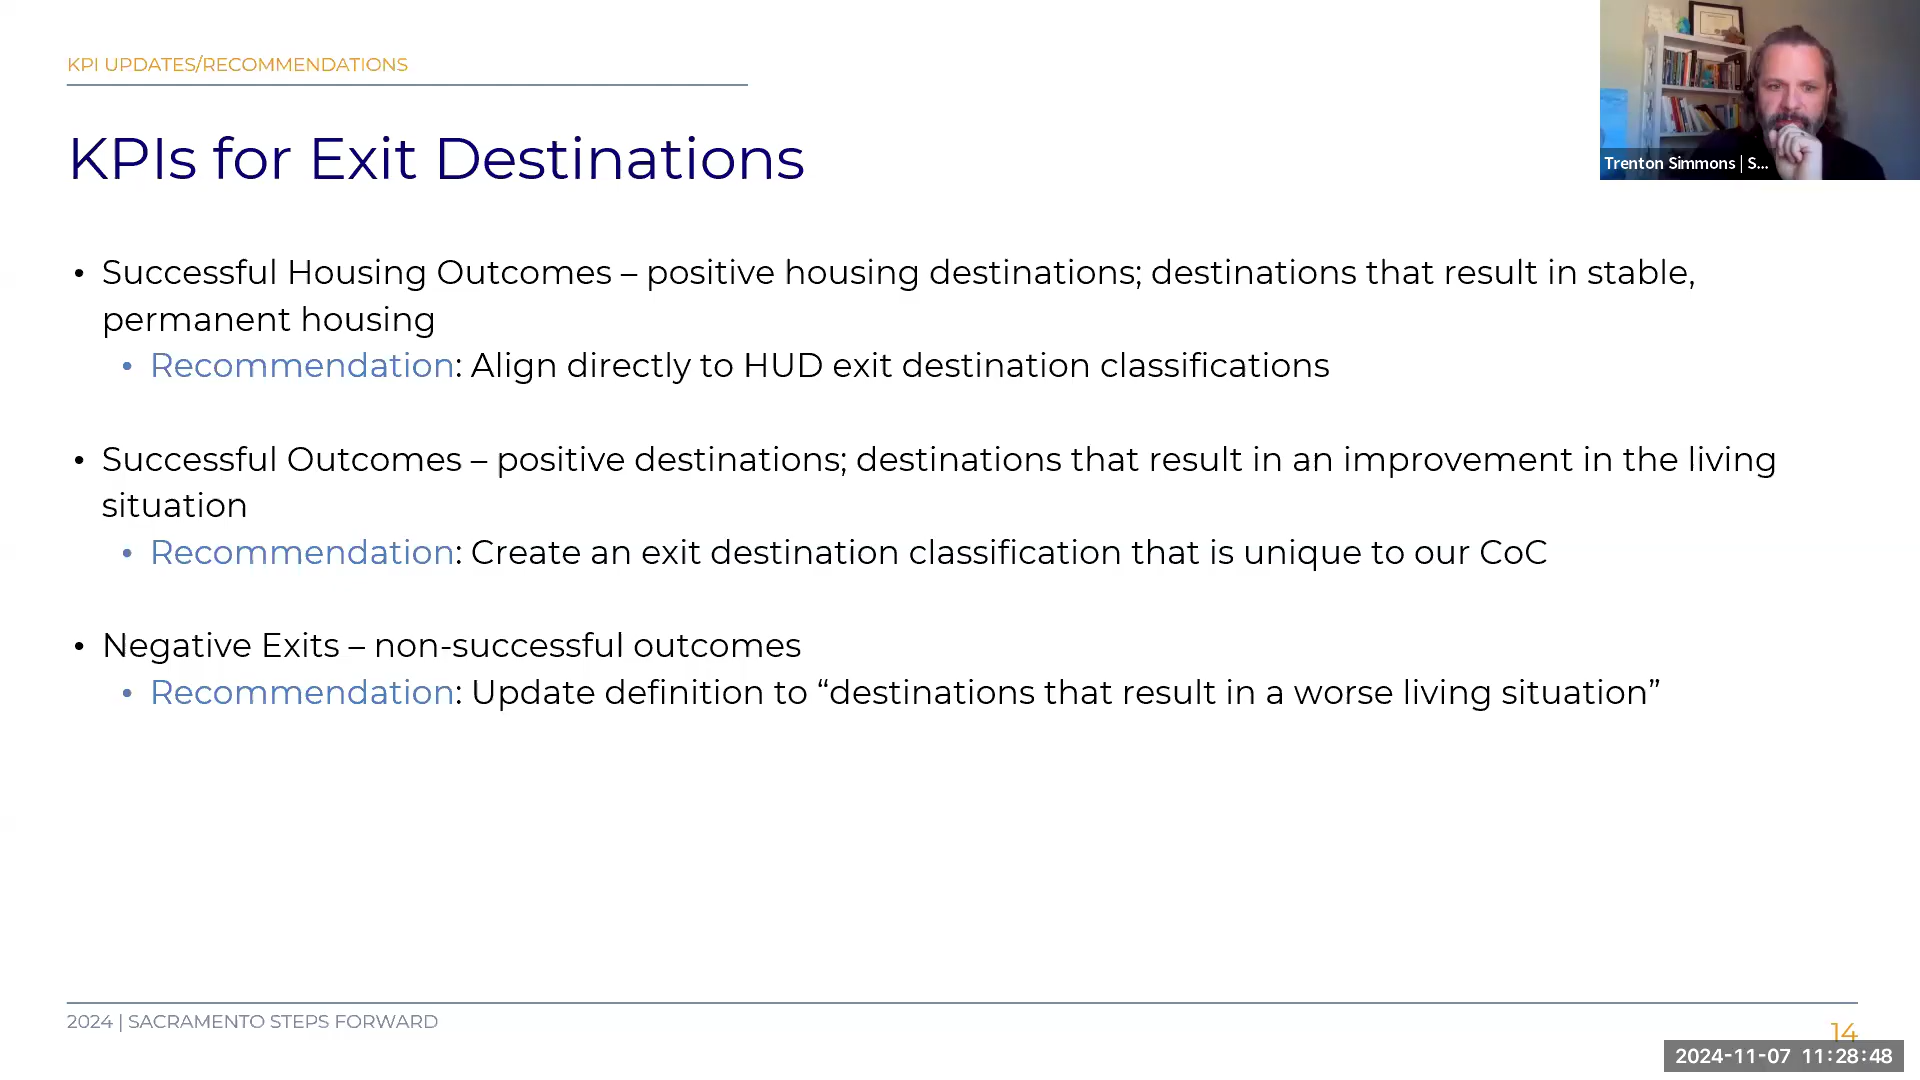 KPI UPDATES/RECOMMENDATIONS
KPIs for Exit Destinations
Trenton Simmons | S...
• Successful Housing Outcomes – positive housing destinations; destinations that result in stable,
permanent housing
• Recommendation: Align directly to HUD exit destination classifications
• Successful Outcomes – positive destinations; destinations that result in an improvement in the living
situation
• Recommendation: Create an exit destination classification that is unique to our CoC
• Negative Exits – non-successful outcomes
• Recommendation: Update definition to “destinations that result in a worse living situation”
2024 | SACRAMENTO STEPS FORWARD
14
2024-11-07 11:28:48